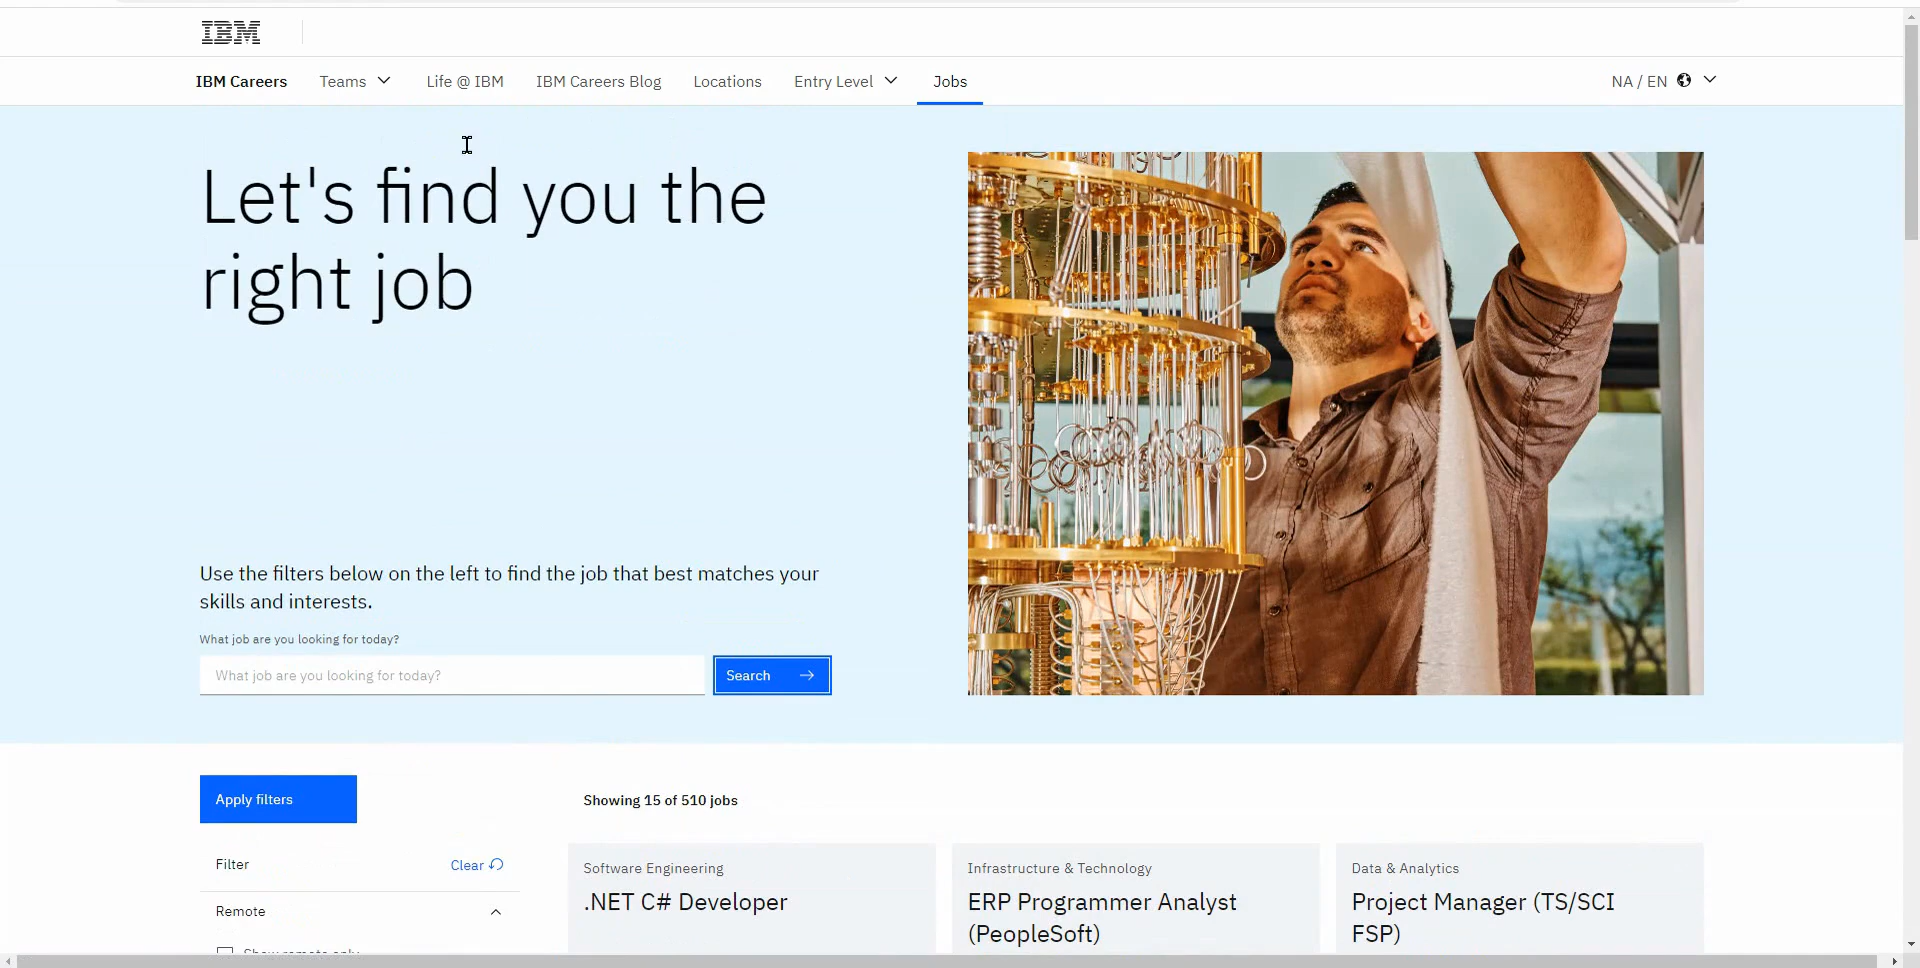 IBM
IBM Careers
Teams
Life @ IBM
IBM Careers Blog
Locations
Entry Level
Jobs
NA / EN
Let's find you the
right job
Use the filters below on the left to find the job that best matches your
skills and interests.
What job are you looking for today?
What job are you looking for today?
Search
Apply filters
Showing 15 of 510 jobs
Filter
Clear
Remote
Show remote only
Software Engineering
.NET C# Developer
Infrastructure & Technology
ERP Programmer Analyst
(PeopleSoft)
Data & Analytics
Project Manager (TS/SCI
FSP)